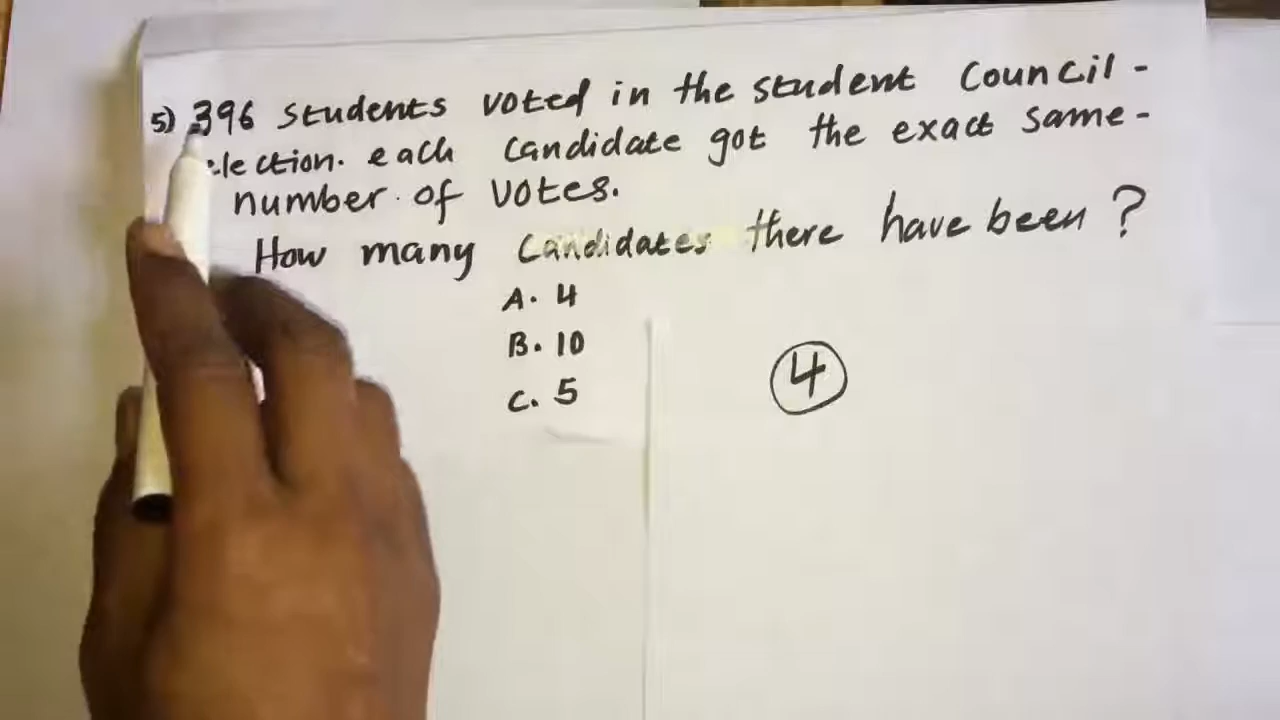 5) 396 students voted in the student Council -
election. each candidate got the exact same -
number of votes.
How many candidates there have been ?
A. 4
B. 10
C. 5
4